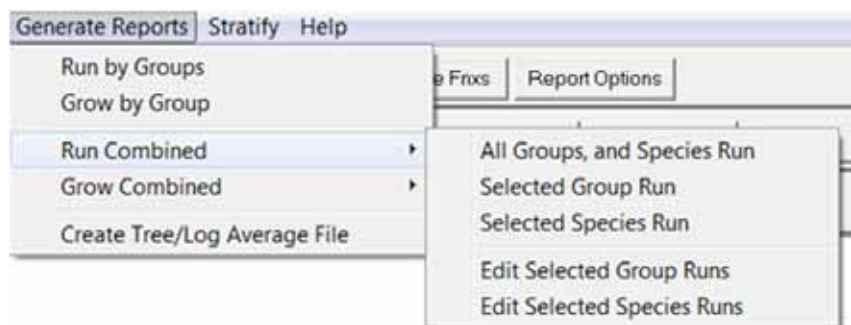 Generate Reports Stratify Help
Run by Groups
Grow by Group
Run Combined
Grow Combined
Create Tree/Log Average File
Fnxs Report Options
All Groups, and Species Run
Selected Group Run
Selected Species Run
Edit Selected Group Runs
Edit Selected Species Runs